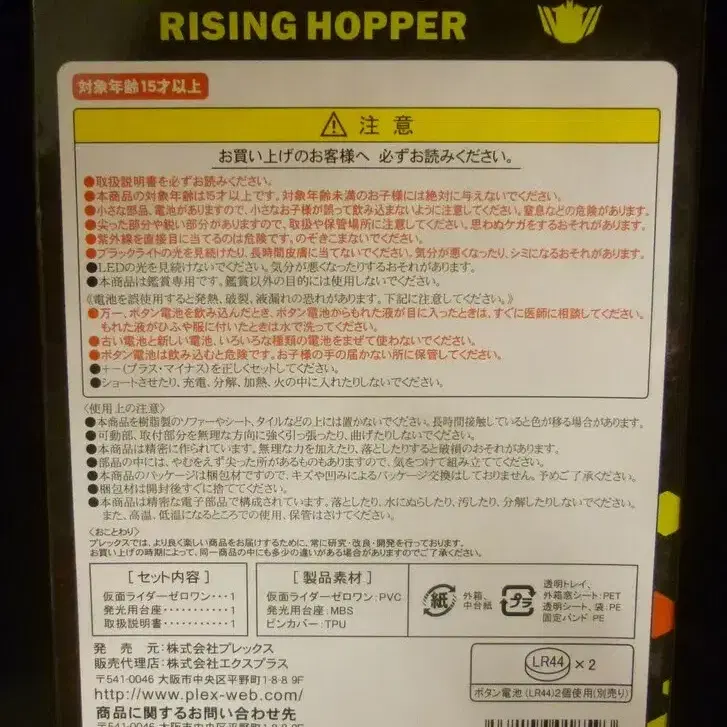 RISING HOPPER
対象年齢15才以上
注意
お買い上げのお客様へ 必ずお読みください。
●取扱説明書を必ずお読みください。
●本商品の対象年齢は15才以上です。対象年齢未満のお子様には絶対に与えないでください。
●小さな部品、電池がありますので、小さなお子様が誤って飲み込まないように注意してください。窒息などの危険があります。
●尖った部分や鋭い部分がありますので、取扱や保管場所に注意してください。思わぬケガをするおそれがあります。
●紫外線を直接目に当てるのは危険です。のぞきこまないでください。
●ブラックライトの光を見続けたり、長時間皮膚に当てないでください。気分が悪くなったり、シミになるおそれがあります。
●LEDの光を見続けないでください。気分が悪くなったりするおそれがあります。
●本商品は鑑賞専用です。鑑賞以外の目的には使用しないでください。
《電池を誤使用すると発熱、破裂、液漏れの恐れがあります。下記に注意してください。》
●万一、ボタン電池を飲み込んだとき、ボタン電池からもれた液が目に入ったときは、すぐに医師に相談してください。
もれた液がひふや服に付いたときは水で洗ってください。
●古い電池と新しい電池、いろいろな種類の電池をまぜて使わないでください。
●ボタン電池は飲み込むと危険です。お子様の手の届かない所に保管してください。
●+-(プラス・マイナス)を正しくセットしてください。
●ショートさせたり、充電、分解、加熱、火の中に入れたりしないでください。
〈使用上の注意〉
●本商品を樹脂製のソファーやシート、タイルなどの上には置かないでください。長時間接触していると色が移る場合があります。
●可動部、取付部分を無理な方向に強く引っ張ったり、曲げたりしないでください。
●本商品は精密に作られています。無理な力を加えたり、落としたりすると破損のおそれがあります。
●部品の中には、やむをえず尖った所があるものもありますので、気をつけて組み立ててください。
●本商品のパッケージは梱包材ですので、キズや凹みによるパッケージ交換はしておりません。予めご了承ください。
●梱包材は開封後すぐに捨ててください。
●本商品は精密な電子部品で構成されています。落としたり、水にぬらしたり、汚したり、分解したりしないでください。
また、高温、低温になるところでの使用、保管はさけてください。
〈おことわり〉
プレックスでは、より良く楽しい商品をお届けするために、常に研究・改良・開発を行っております。
お買い上げの時期によって、同一商品の中にも多少の違いがある場合がありますのでご了承ください。
[セット内容]
仮面ライダーゼロワン・・・1
発光用台座・・・・・・・・1
取扱説明書・・・・・・・・1
[製品素材]
仮面ライダーゼロワン:PVC
発光用台座:MBS
ピンカバー:TPU
紙
外箱、
中台紙
プラ
透明トレイ、
外箱窓シート:PET
透明シート、袋:PE
固定バンド:PE
発売元:株式会社プレックス
販売代理店:株式会社エクスプラス
〒541-0046 大阪市中央区平野町1-8-9F
http://www.plex-web.com/
商品に関するお問い合わせ先
〒541-0046 大阪市中央区平野町1-8-8 9F
LR44 ×2
ボタン電池(LR44)2個使用(別売り)